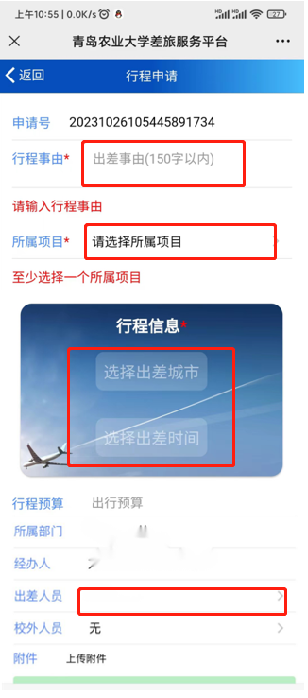 上午10:55 | 0.0K/s
HD HD 27
青岛农业大学差旅服务平台
返回 行程申请
申请号 20231026105445891734
行程事由* 出差事由(150字以内)
请输入行程事由
所属项目* 请选择所属项目
至少选择一个所属项目
行程信息*
选择出差城市
选择出差时间
行程预算 出行预算
所属部门
经办人
出差人员
校外人员 无
附件 上传附件